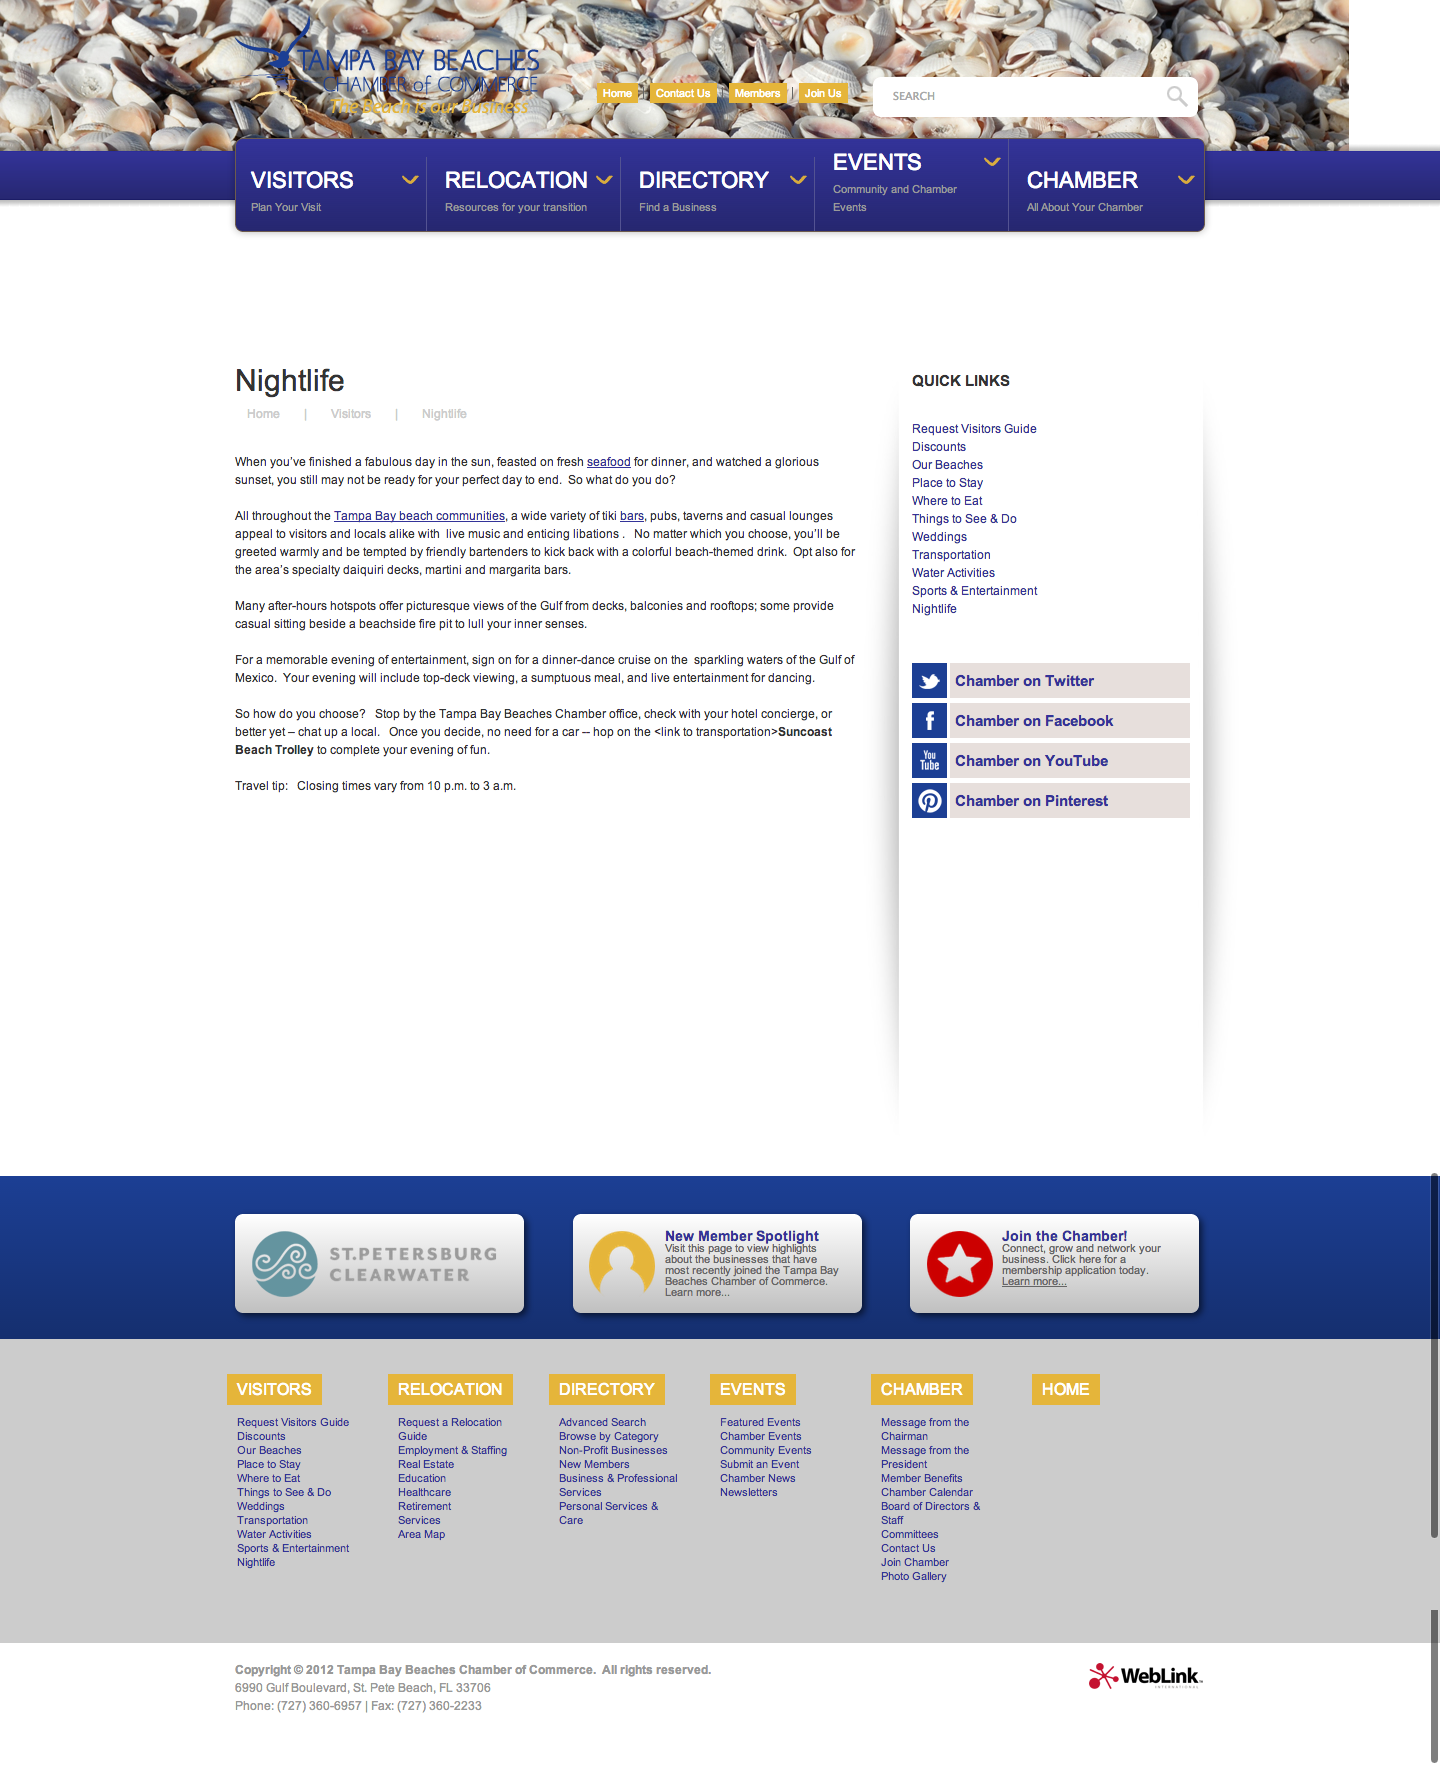 TAMPA BAY BEACHES
CHAMBER of COMMERCE
The Beach is our Business
Home | Contact Us | Members | Join Us
SEARCH
VISITORS
Plan Your Visit
RELOCATION
Resources for your transition
DIRECTORY
Find a Business
EVENTS
Community and Chamber
Events
CHAMBER
All About Your Chamber
Nightlife
Home | Visitors | Nightlife
When you’ve finished a fabulous day in the sun, feasted on fresh seafood for dinner, and watched a glorious
sunset, you still may not be ready for your perfect day to end.  So what do you do?
All throughout the Tampa Bay beach communities, a wide variety of tiki bars, pubs, taverns and casual lounges
appeal to visitors and locals alike with  live music and enticing libations .   No matter which you choose, you’ll be
greeted warmly and be tempted by friendly bartenders to kick back with a colorful beach-themed drink.  Opt also for
the area’s specialty daiquiri decks, martini and margarita bars.
Many after-hours hotspots offer picturesque views of the Gulf from decks, balconies and rooftops; some provide
casual sitting beside a beachside fire pit to lull your inner senses.
For a memorable evening of entertainment, sign on for a dinner-dance cruise on the  sparkling waters of the Gulf of
Mexico.  Your evening will include top-deck viewing, a sumptuous meal, and live entertainment for dancing.
So how do you choose?   Stop by the Tampa Bay Beaches Chamber office, check with your hotel concierge, or
better yet – chat up a local.   Once you decide, no need for a car -- hop on the <link to transportation>Suncoast
Beach Trolley to complete your evening of fun.
Travel tip:   Closing times vary from 10 p.m. to 3 a.m.
QUICK LINKS
Request Visitors Guide
Discounts
Our Beaches
Place to Stay
Where to Eat
Things to See & Do
Weddings
Transportation
Water Activities
Sports & Entertainment
Nightlife
Chamber on Twitter
f Chamber on Facebook
You
Tube
Chamber on YouTube
Chamber on Pinterest
ST.PETERSBURG
CLEARWATER
New Member Spotlight
Visit this page to view highlights
about the businesses that have
most recently joined the Tampa Bay
Beaches Chamber of Commerce.
Learn more...
Join the Chamber!
Connect, grow and network your
business. Click here for a
membership application today.
Learn more...
VISITORS
Request Visitors Guide
Discounts
Our Beaches
Place to Stay
Where to Eat
Things to See & Do
Weddings
Transportation
Water Activities
Sports & Entertainment
Nightlife
RELOCATION
Request a Relocation
Guide
Employment & Staffing
Real Estate
Education
Healthcare
Retirement
Services
Area Map
DIRECTORY
Advanced Search
Browse by Category
Non-Profit Businesses
New Members
Business & Professional
Services
Personal Services &
Care
EVENTS
Featured Events
Chamber Events
Community Events
Submit an Event
Chamber News
Newsletters
CHAMBER
Message from the
Chairman
Message from the
President
Member Benefits
Chamber Calendar
Board of Directors &
Staff
Committees
Contact Us
Join Chamber
Photo Gallery
HOME
Copyright © 2012 Tampa Bay Beaches Chamber of Commerce.  All rights reserved.
6990 Gulf Boulevard, St. Pete Beach, FL 33706
Phone: (727) 360-6957 | Fax: (727) 360-2233
WebLink
INTERNATIONAL